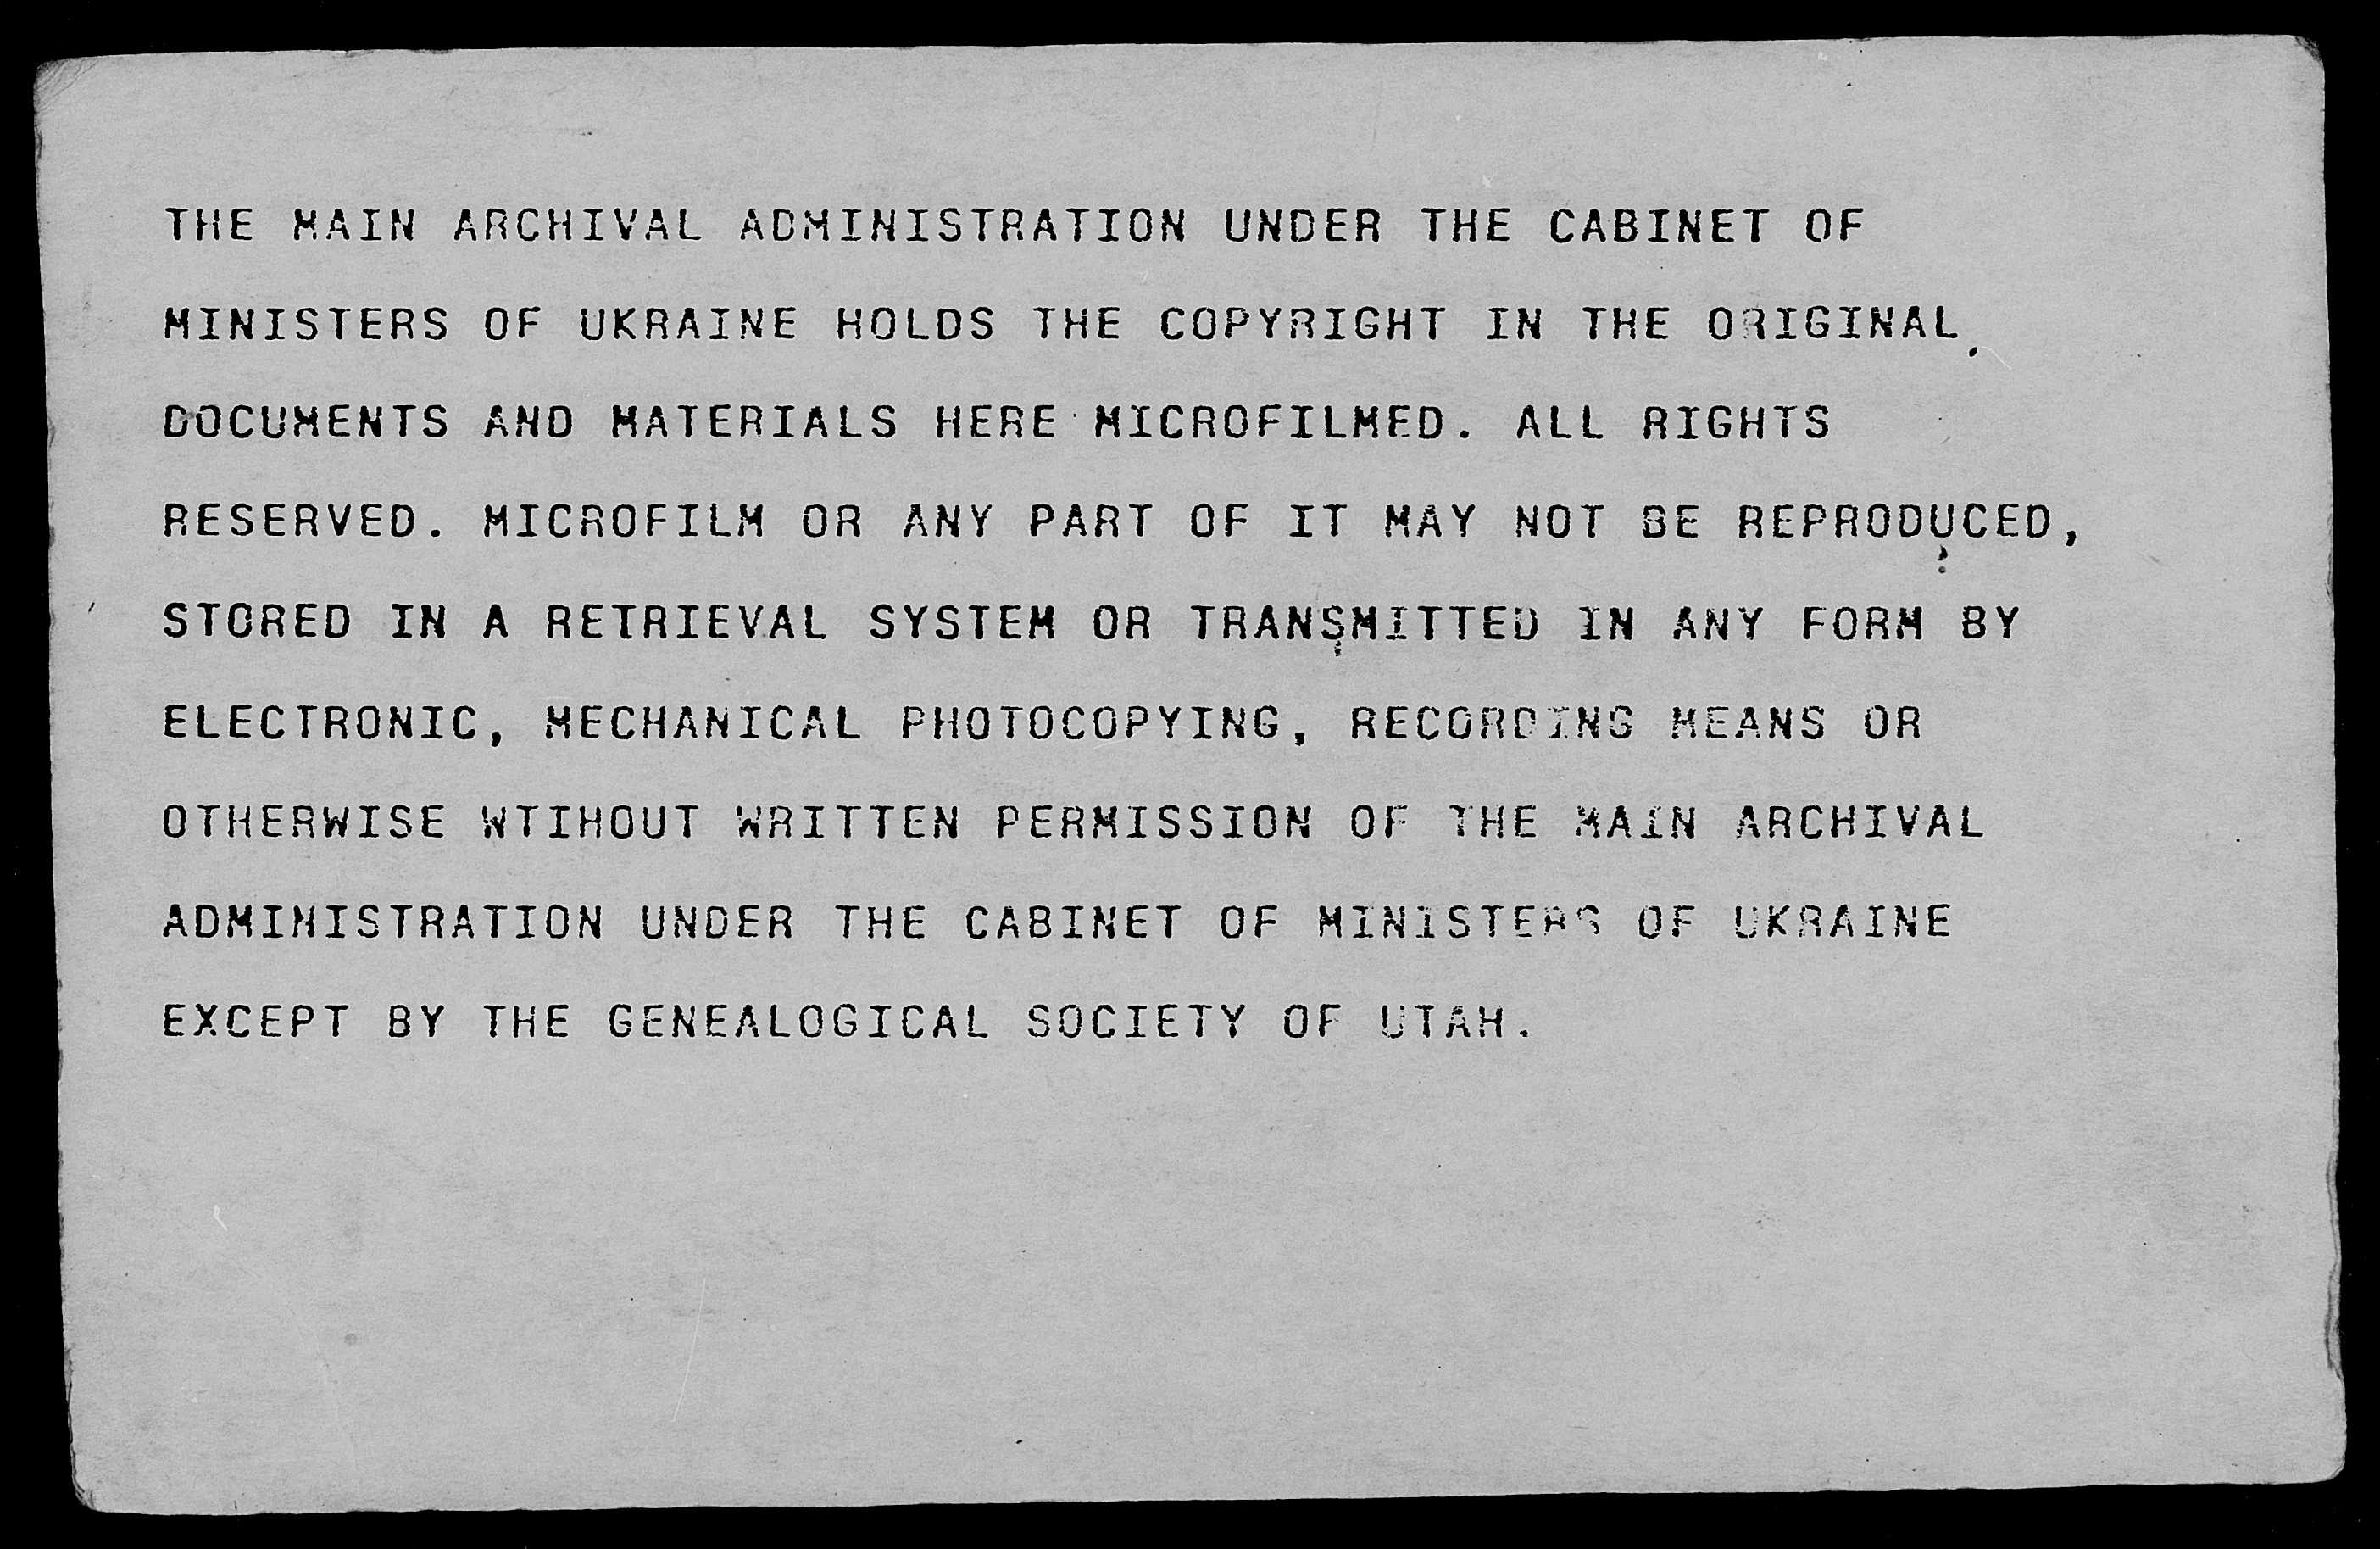 THE MAIN ARCHIVAL ADMINISTRATION UNDER THE CABINET OF
MINISTERS OF UKRAINE HOLDS THE COPYRIGHT IN THE ORIGINAL
DOCUMENTS AND MATERIALS HERE MICROFILMED. ALL RIGHTS
RESERVED. MICROFILM OR ANY PART OF IT MAY NOT BE REPRODUCED,
STORED IN A RETRIEVAL SYSTEM OR TRANSMITTED IN ANY FORM BY
ELECTRONIC, MECHANICAL PHOTOCOPYING, RECORDING MEANS OR
OTHERWISE WTIHOUT WRITTEN PERMISSION OF THE MAIN ARCHIVAL
ADMINISTRATION UNDER THE CABINET OF MINISTERS OF UKRAINE
EXCEPT BY THE GENEALOGICAL SOCIETY OF UTAH.